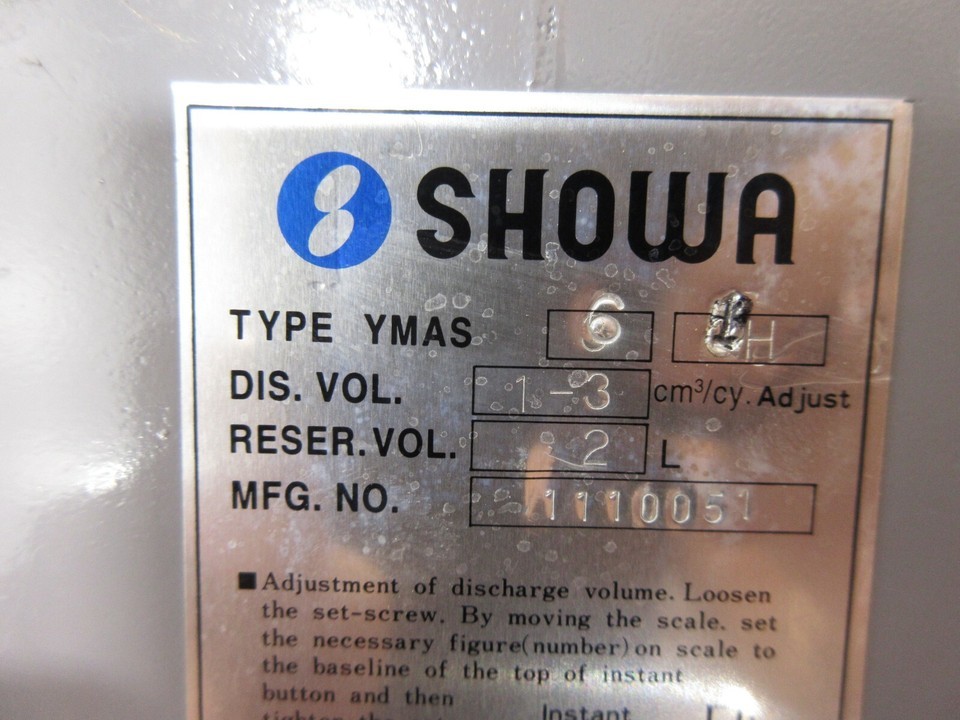 SHOWA
TYPE YMAS 6 H
DIS. VOL. 1-3 cm³/cy. Adjust
RESER. VOL. 2 L
MFG. NO. 1110051
■Adjustment of discharge volume. Loosen
the set-screw. By moving the scale. set
the necessary figure(number) on scale to
the baseline of the top of instant
button and then
Instant